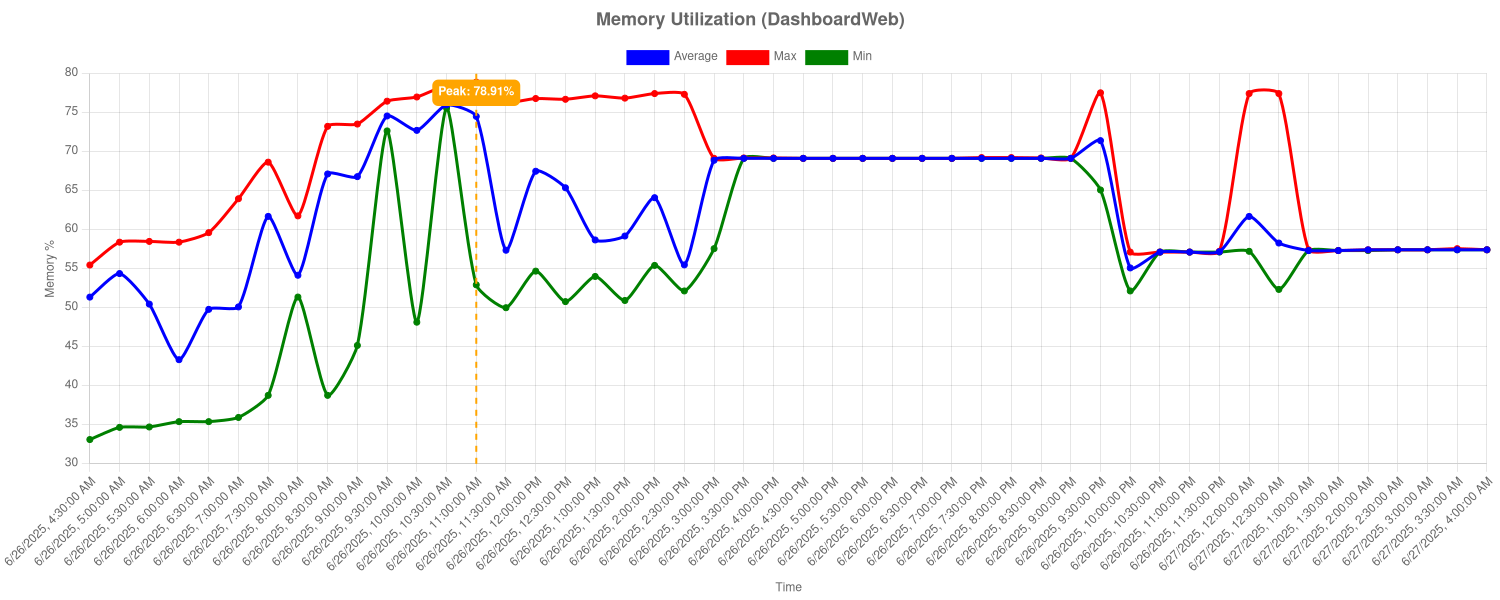 Memory Utilization (DashboardWeb)
Average Max Min
Peak: 78.91%
80
75
70
65
60
55
50
45
40
35
30
Memory %
6/26/2025, 4:30:00 AM
6/26/2025, 5:00:00 AM
6/26/2025, 5:30:00 AM
6/26/2025, 6:00:00 AM
6/26/2025, 6:30:00 AM
6/26/2025, 7:00:00 AM
6/26/2025, 7:30:00 AM
6/26/2025, 8:00:00 AM
6/26/2025, 8:30:00 AM
6/26/2025, 9:00:00 AM
6/26/2025, 9:30:00 AM
6/26/2025, 10:00:00 AM
6/26/2025, 10:30:00 AM
6/26/2025, 11:00:00 AM
6/26/2025, 11:30:00 AM
6/26/2025, 12:00:00 PM
6/26/2025, 12:30:00 PM
6/26/2025, 1:00:00 PM
6/26/2025, 1:30:00 PM
6/26/2025, 2:00:00 PM
6/26/2025, 2:30:00 PM
6/26/2025, 3:00:00 PM
6/26/2025, 3:30:00 PM
6/26/2025, 4:00:00 PM
6/26/2025, 4:30:00 PM
6/26/2025, 5:00:00 PM
6/26/2025, 5:30:00 PM
6/26/2025, 6:00:00 PM
6/26/2025, 6:30:00 PM
6/26/2025, 7:00:00 PM
6/26/2025, 7:30:00 PM
6/26/2025, 8:00:00 PM
6/26/2025, 8:30:00 PM
6/26/2025, 9:00:00 PM
6/26/2025, 9:30:00 PM
6/26/2025, 10:00:00 PM
6/26/2025, 10:30:00 PM
6/26/2025, 11:00:00 PM
6/26/2025, 11:30:00 PM
6/27/2025, 12:00:00 AM
6/27/2025, 12:30:00 AM
6/27/2025, 1:00:00 AM
6/27/2025, 1:30:00 AM
6/27/2025, 2:00:00 AM
6/27/2025, 2:30:00 AM
6/27/2025, 3:00:00 AM
6/27/2025, 3:30:00 AM
6/27/2025, 4:00:00 AM
Time